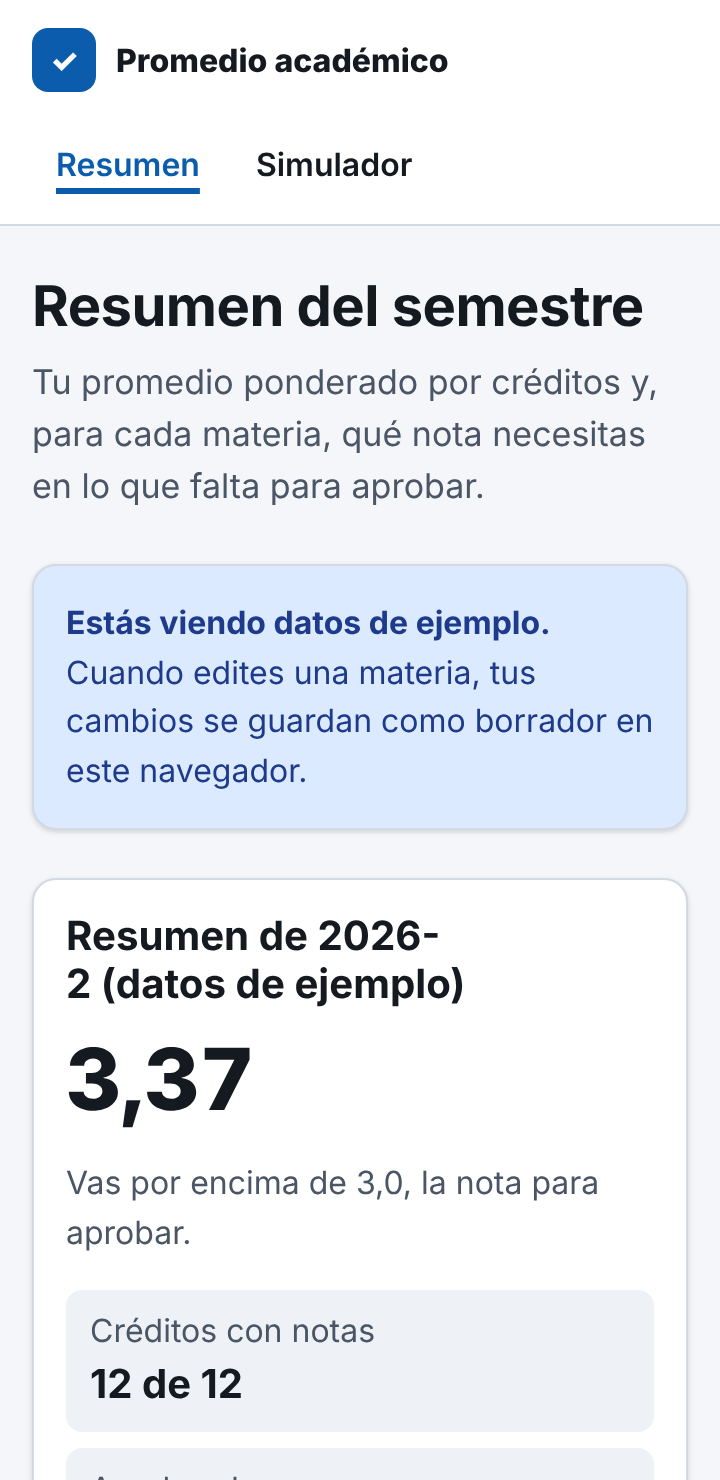 Promedio académico
Resumen Simulador
Resumen del semestre
Tu promedio ponderado por créditos y,
para cada materia, qué nota necesitas
en lo que falta para aprobar.
Estás viendo datos de ejemplo.
Cuando edites una materia, tus
cambios se guardan como borrador en
este navegador.
Resumen de 2026-
2 (datos de ejemplo)
3,37
Vas por encima de 3,0, la nota para
aprobar.
Créditos con notas
12 de 12